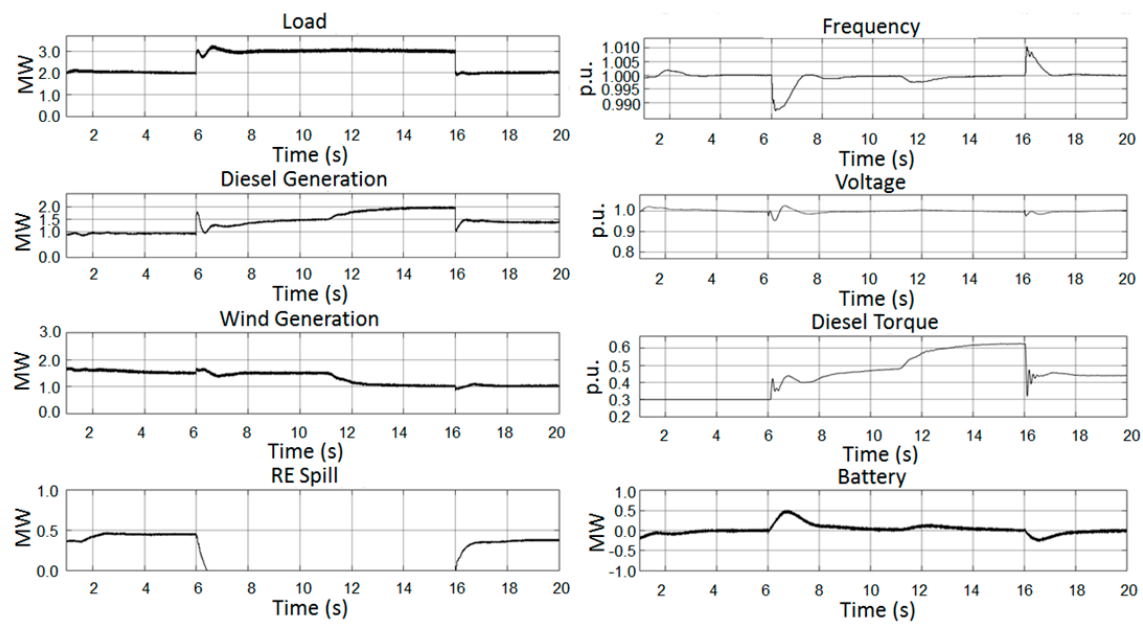 Load
MW
3.0
2.0
1.0
0.0
2 4 6 8 10 12 14 16 18 20
Time (s)
Diesel Generation
MW
2.0
1.5
1.0
0.0
2 4 6 8 10 12 14 16 18 20
Time (s)
Wind Generation
MW
3.0
2.0
1.0
0.0
2 4 6 8 10 12 14 16 18 20
Time (s)
RE Spill
MW
1.0
0.5
0.0
2 4 6 8 10 12 14 16 18 20
Time (s)
Frequency
p.u.
1.010
1.005
1.000
0.995
0.990
2 4 6 8 10 12 14 16 18 20
Time (s)
Voltage
p.u.
1.0
0.9
0.8
2 4 6 8 10 12 14 16 18 20
Time (s)
Diesel Torque
p.u.
0.6
0.5
0.4
0.3
0.2
2 4 6 8 10 12 14 16 18 20
Time (s)
Battery
MW
1.0
0.5
0.0
-0.5
-1.0
2 4 6 8 10 12 14 16 18 20
Time (s)